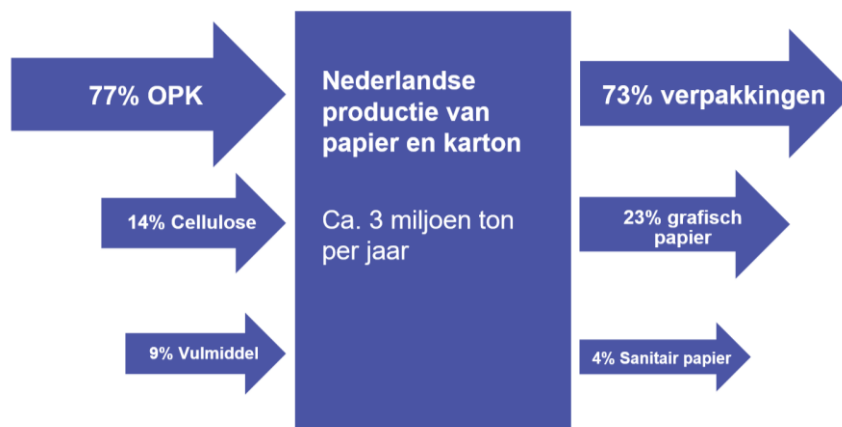 77% OPK
14% Cellulose
9% Vulmiddel
Nederlandse
productie van
papier en karton
Ca. 3 miljoen ton
per jaar
73% verpakkingen
23% grafisch
papier
4% Sanitair papier